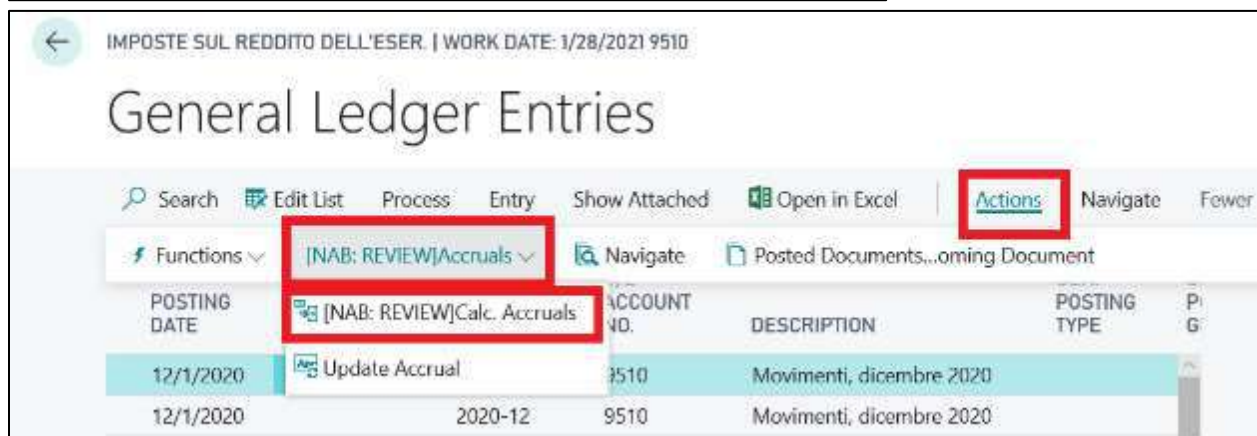 IMPOSTE SUL REDDITO DELL'ESER. | WORK DATE: 1/28/2021 9510
General Ledger Entries
Search Edit List Process Entry Show Attached Open in Excel Actions Navigate Fewer
Functions [NAB: REVIEW]Accruals Navigate Posted Documents...oming Document
POSTING DATE ACCOUNT NO. DESCRIPTION POSTING TYPE
[NAB: REVIEW]Calc. Accruals
Update Accrual
12/1/2020 9510 Movimenti, dicembre 2020
12/1/2020 2020-12 9510 Movimenti, dicembre 2020